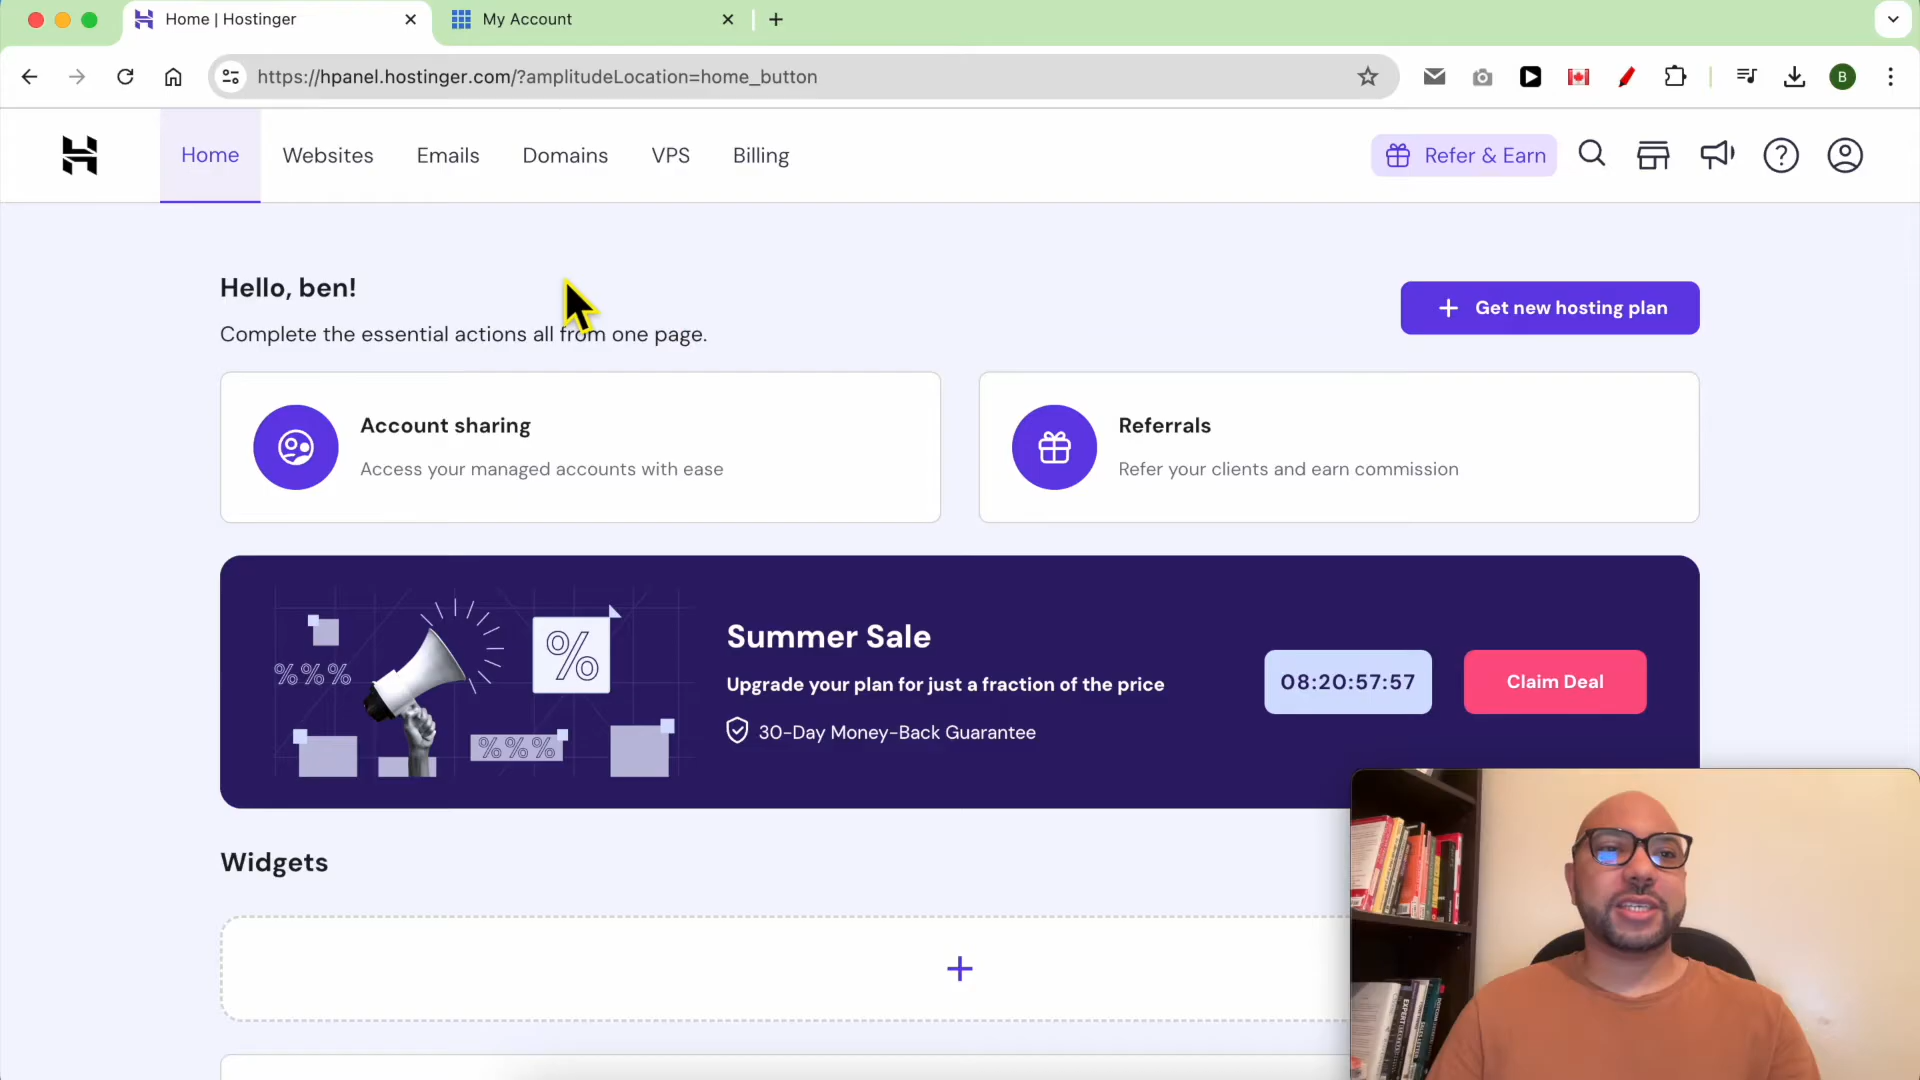 Home | Hostinger
My Account
https://hpanel.hostinger.com/?amplitudeLocation=home_button
B
Home
Websites
Emails
Domains
VPS
Billing
Refer & Earn
Hello, ben!
Complete the essential actions all from one page.
Get new hosting plan
Account sharing
Access your managed accounts with ease
Referrals
Refer your clients and earn commission
%%%
%
%%%
Summer Sale
Upgrade your plan for just a fraction of the price
30-Day Money-Back Guarantee
08:20:57:57
Claim Deal
Widgets